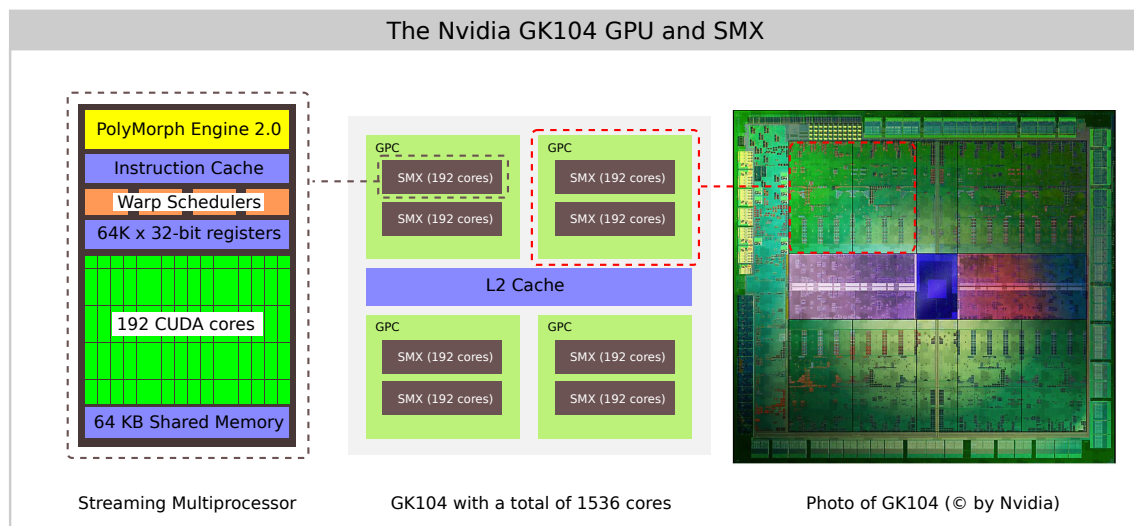 The Nvidia GK104 GPU and SMX
PolyMorph Engine 2.0
Instruction Cache
Warp Schedulers
64K x 32-bit registers
192 CUDA cores
64 KB Shared Memory
Streaming Multiprocessor
GPC
SMX (192 cores)
SMX (192 cores)
GPC
SMX (192 cores)
SMX (192 cores)
L2 Cache
GPC
SMX (192 cores)
SMX (192 cores)
GPC
SMX (192 cores)
SMX (192 cores)
GK104 with a total of 1536 cores
Photo of GK104 (© by Nvidia)